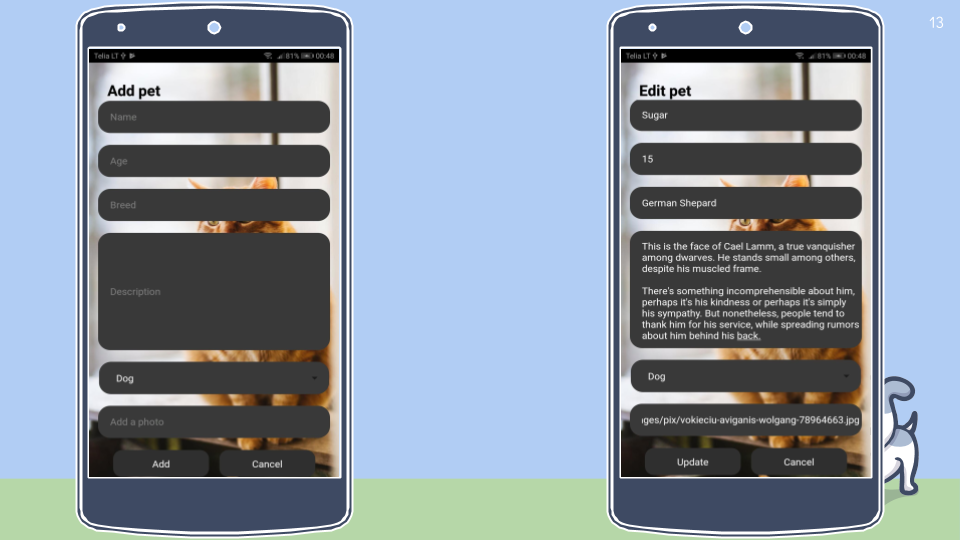 13
Telia LT 81% 00:48
Add pet
Name
Age
Breed
Description
Dog
Add a photo
Add Cancel
Telia LT 81% 00:48
Edit pet
Sugar
15
German Shepard
This is the face of Cael Lamm, a true vanquisher
among dwarves. He stands small among others,
despite his muscled frame.
There's something incomprehensible about him,
perhaps it's his kindness or perhaps it's simply
his sympathy. But nonetheless, people tend to
thank him for his service, while spreading rumors
about him behind his back.
Dog
ges/pix/vokieciu-aviganis-wolgang-78964663.jpg
Update Cancel